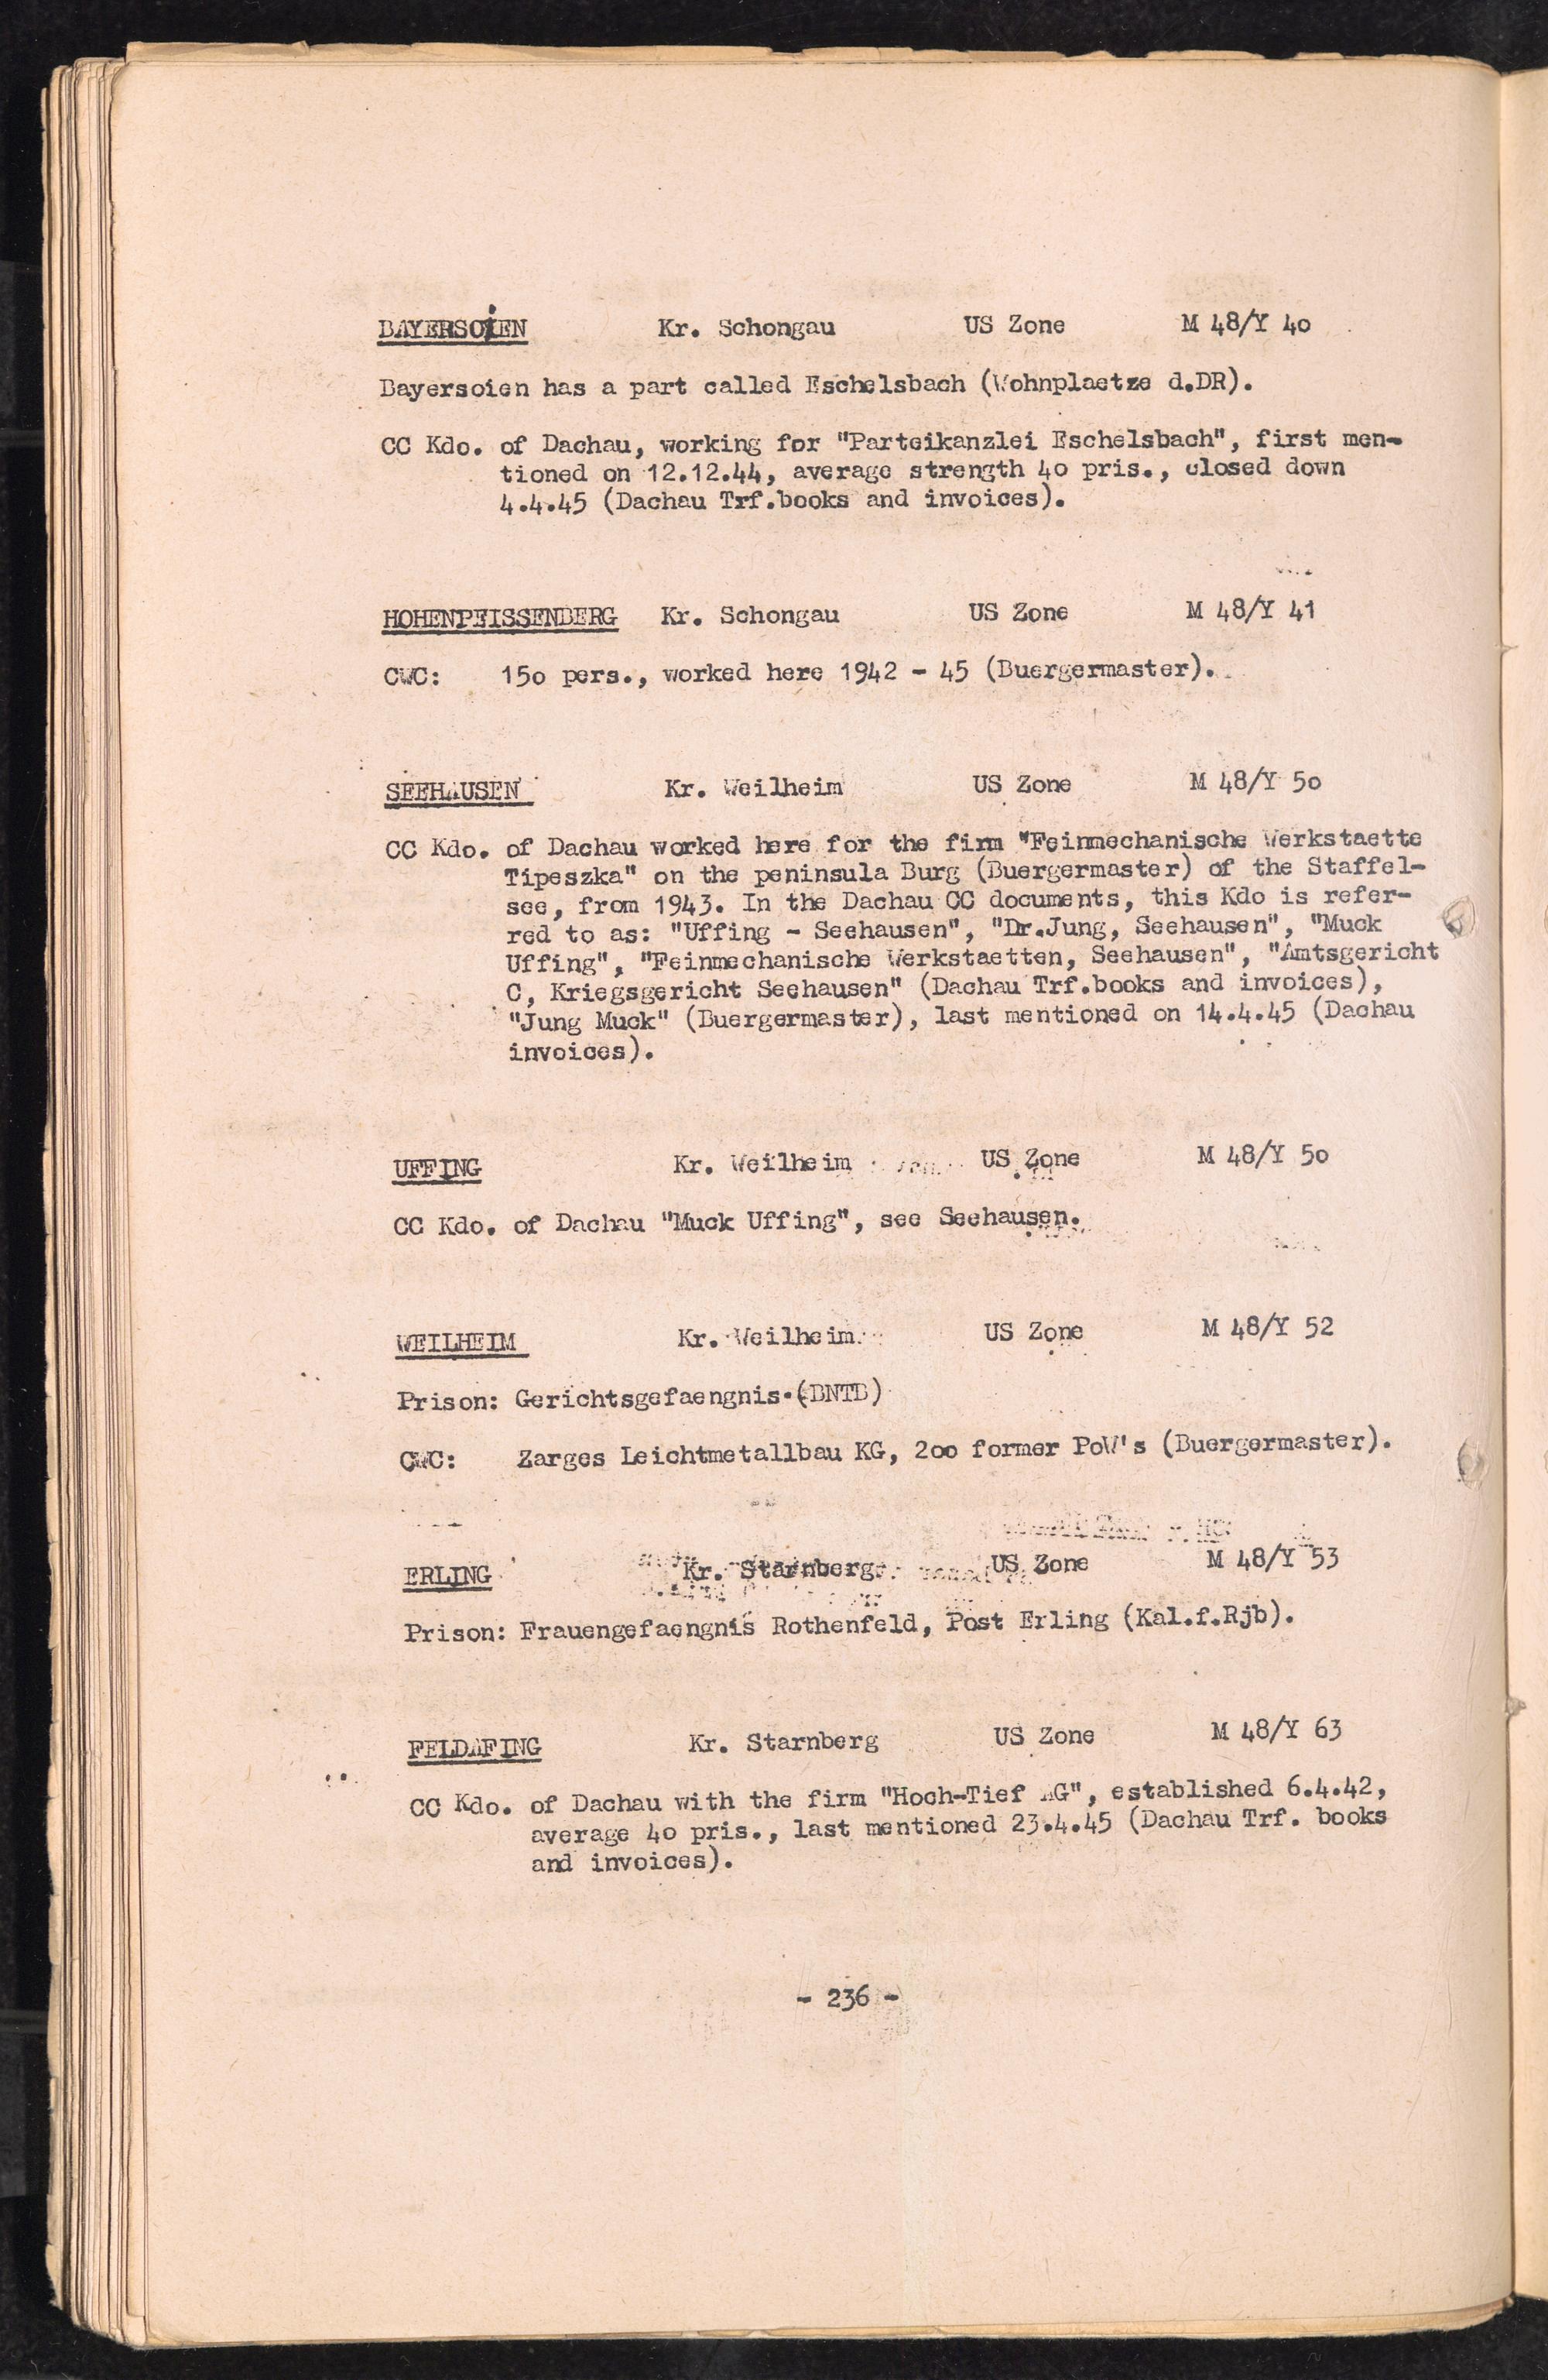 BAYERSOIEN Kr. Schongau US Zone M 48/Y 40
Bayersoien has a part called Eschelsbach (Wohnplaetze d.DR).
CC Kdo. of Dachau, working for "Parteikanzlei Eschelsbach", first men-
tioned on 12.12.44, average strength 40 pris., closed down
4.4.45 (Dachau Trf.books and invoices).
HOHENPEISSENBERG Kr. Schongau US Zone M 48/Y 41
CWC: 150 pers., worked here 1942 - 45 (Buergermaster).
SEEHAUSEN Kr. Weilheim US Zone M 48/Y 50
CC Kdo. of Dachau worked here for the firm "Feinmechanische Werkstaette
Tipeszka" on the peninsula Burg (Buergermaster) of the Staffel-
see, from 1943. In the Dachau CC documents, this Kdo is refer-
red to as: "Uffing - Seehausen", "Dr.Jung, Seehausen", "Muck
Uffing", "Feinmechanische Werkstaetten, Seehausen", "Amtsgericht
C, Kriegsgericht Seehausen" (Dachau Trf.books and invoices),
"Jung Muck" (Buergermaster), last mentioned on 14.4.45 (Dachau
invoices).
UFFING Kr. Weilheim US Zone M 48/Y 50
CC Kdo. of Dachau "Muck Uffing", see Seehausen.
WEILHEIM Kr. Weilheim US Zone M 48/Y 52
Prison: Gerichtsgefaengnis.(BNTB)
CWC: Zarges Leichtmetallbau KG, 200 former PoW's (Buergermaster).
ERLING Kr. Starnberg US Zone M 48/Y 53
Prison: Frauengefaengnis Rothenfeld, Post Erling (Kal.f.Rjb).
FELDAFING Kr. Starnberg US Zone M 48/Y 63
CC Kdo. of Dachau with the firm "Hoch-Tief AG", established 6.4.42,
average 40 pris., last mentioned 23.4.45 (Dachau Trf. books
and invoices).
- 236 -